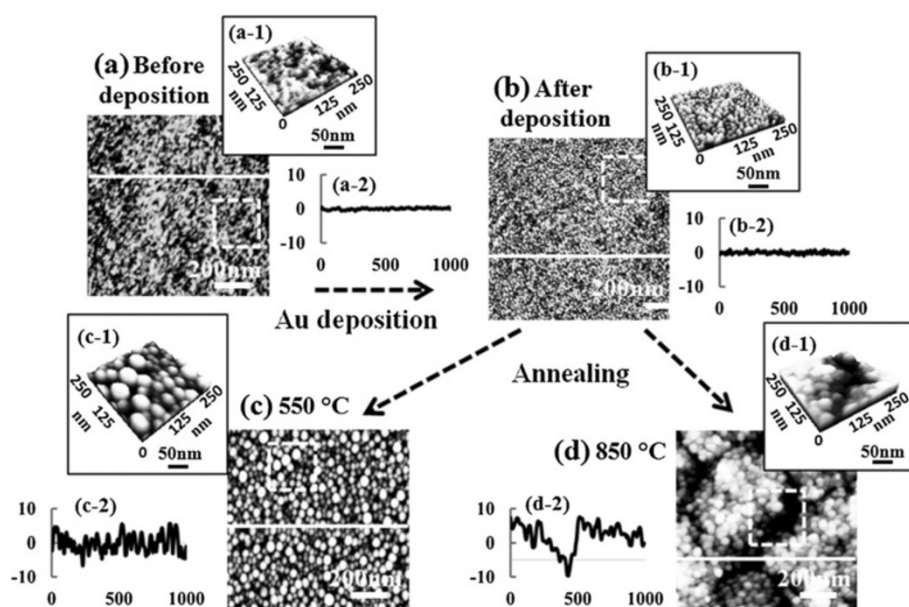 (a) Before
deposition
(a-1)
250
125
nm
0
125
nm
250
50nm
200nm
(a-2)
10
0
-10
0
500
1000
Au deposition
(b) After
deposition
(b-1)
250
125
nm
0
125
nm
250
50nm
200nm
(b-2)
10
0
-10
0
500
1000
Annealing
(c-1)
250
125
nm
0
125
250
50nm
(c) 550 °C
(c-2)
10
0
-10
0
500
1000
200nm
(d-1)
250
125
nm
0
125
nm
250
50nm
(d) 850 °C
(d-2)
10
0
-10
0
500
1000
200nm